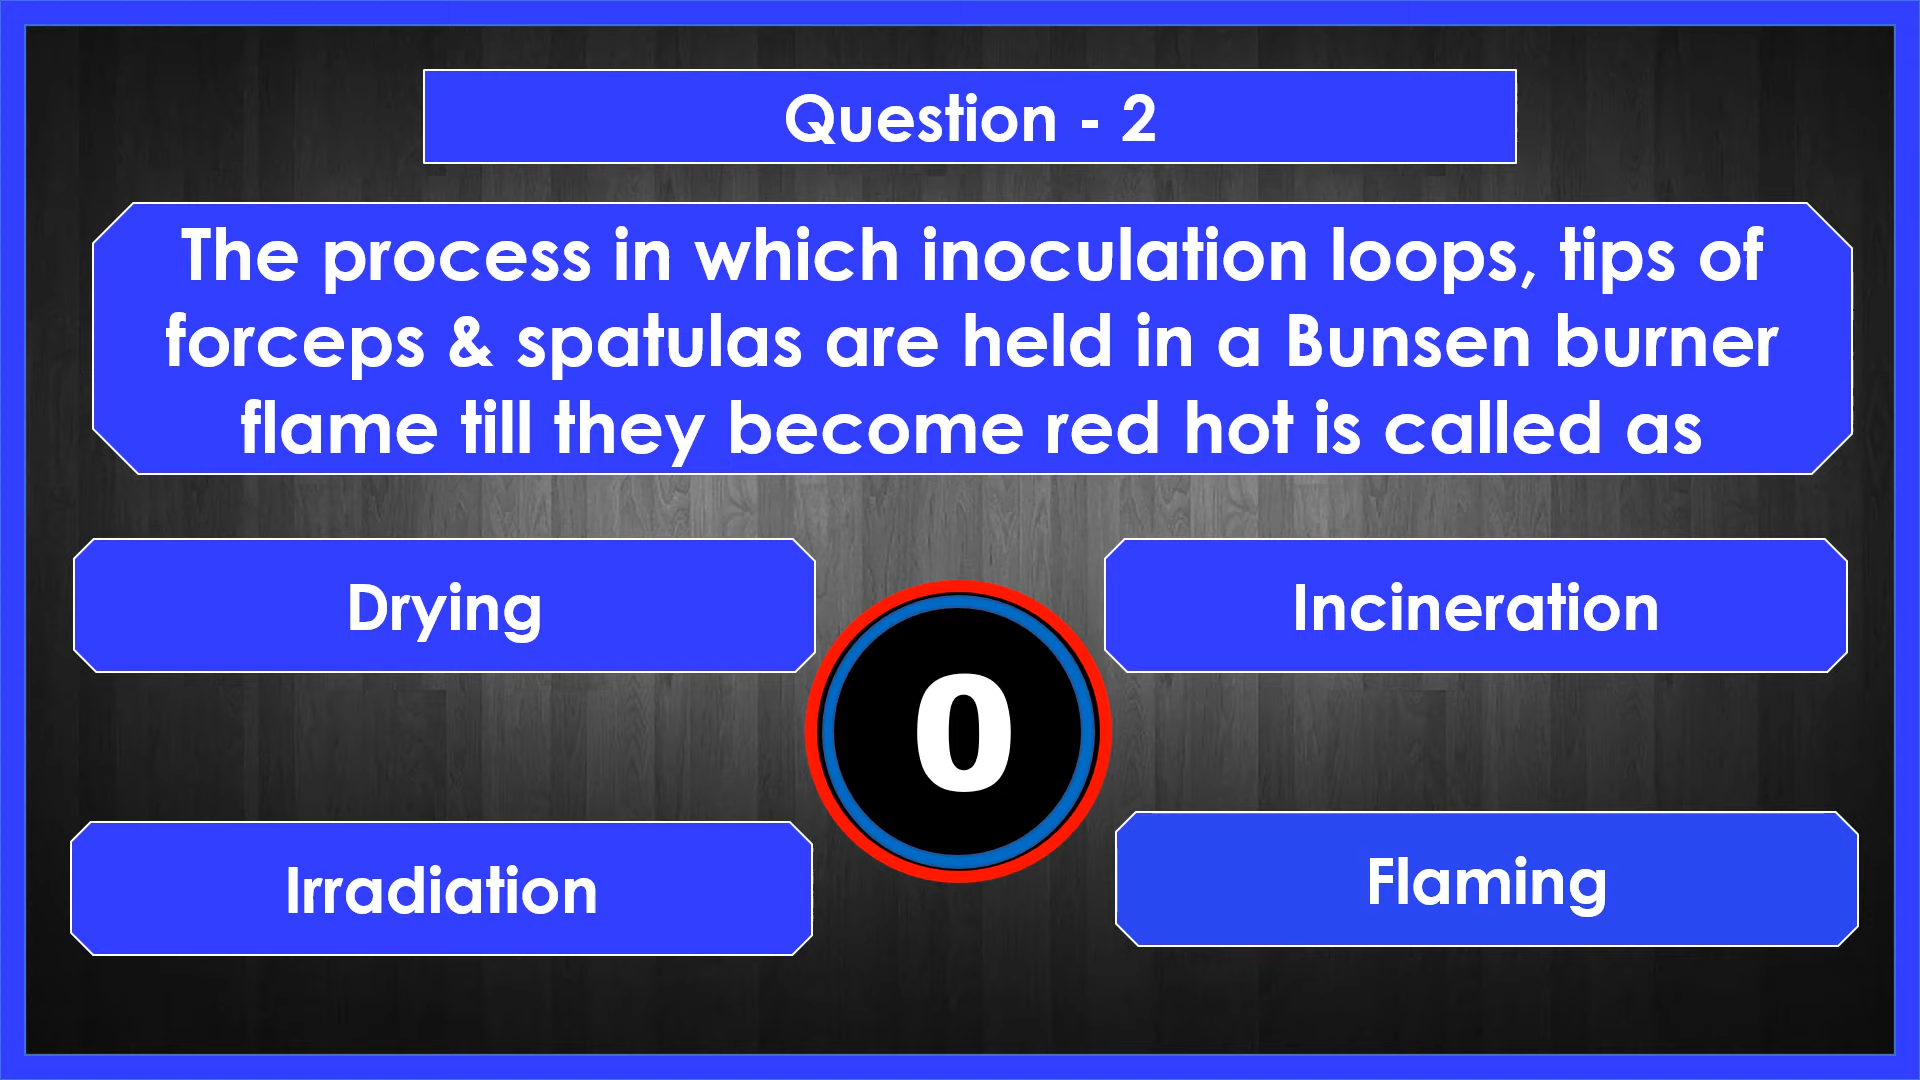 Question - 2
The process in which inoculation loops, tips of
forceps & spatulas are held in a Bunsen burner
flame till they become red hot is called as
Drying
Incineration
0
Irradiation
Flaming